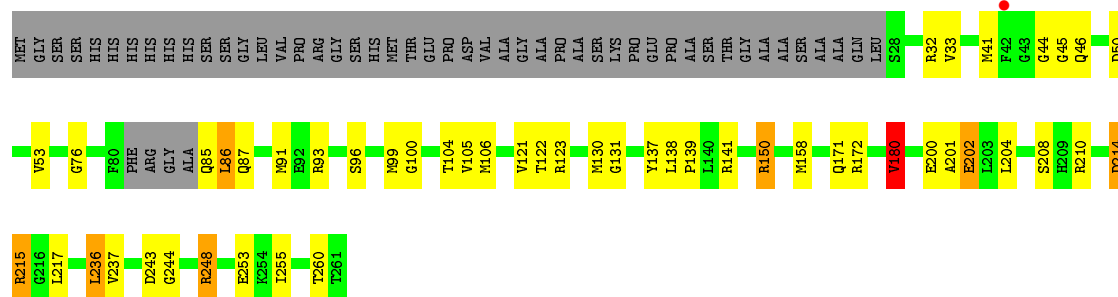 MET GLY SER SER HIS HIS HIS HIS HIS HIS SER SER GLY LEU VAL PRO ARG GLY SER HIS MET THR GLU PRO ASP VAL ALA GLY ALA PRO ALA SER LYS PRO GLU PRO ALA SER THR GLY ALA ALA SER ALA ALA GLN LEU S28 R32 V33 M41 F42 G43 G44 G45 Q46 D50
V53 G76 F80 PHE ARG GLY ALA Q85 L86 Q87 M91 E92 R93 S96 M99 G100 T104 V105 M106 V121 T122 R123 M130 G131 Y137 L138 P139 L140 R141 R150 M158 Q171 R172 V180 E200 A201 E202 L203 L204 S208 H209 R210 D214
R215 G216 L217 L236 V237 D243 G244 R248 E253 K254 I255 T260 T261